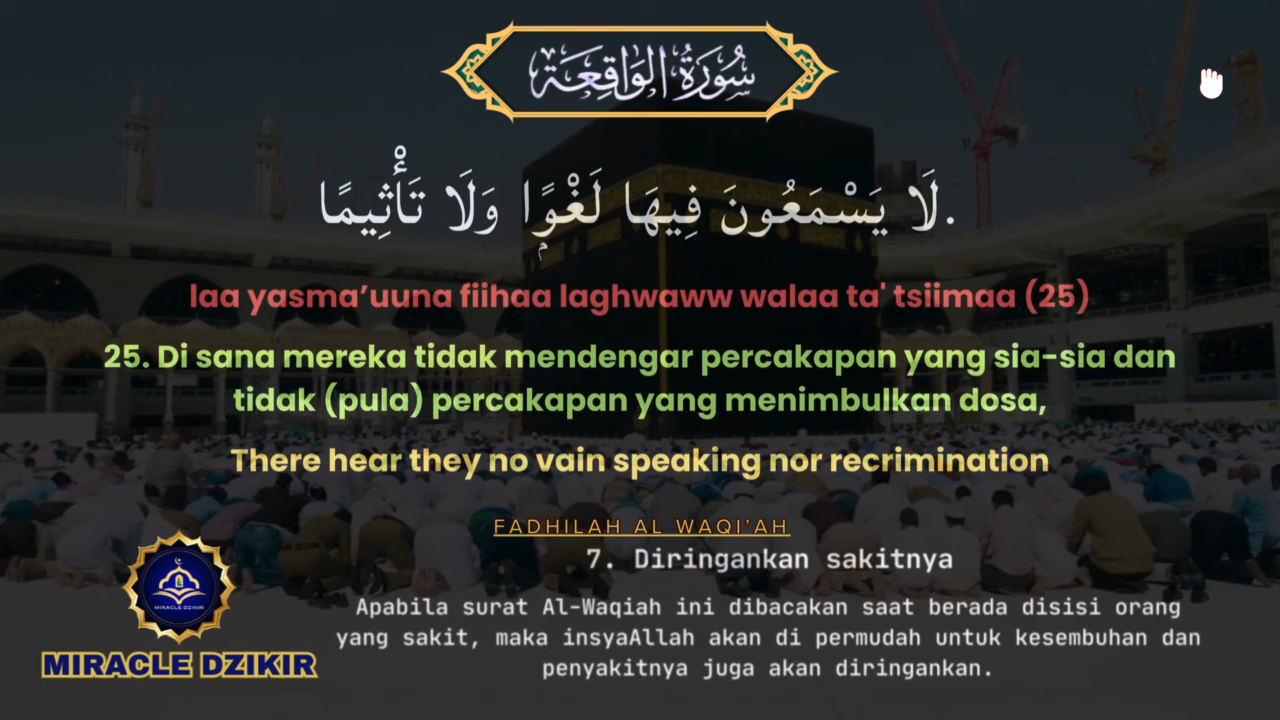 سُورَةُ الوَاقِعَة
لَا يَسْمَعُونَ فِيهَا لَغْوًۭا وَلَا تَأْثِيمًا.
laa yasma’uuna fiihaa laghwaww walaa ta' tsiimaa (25)
25. Di sana mereka tidak mendengar percakapan yang sia-sia dan
tidak (pula) percakapan yang menimbulkan dosa,
There hear they no vain speaking nor recrimination
FADHILAH AL WAQI’AH
7. Diringankan sakitnya
Apabila surat Al-Waqiah ini dibacakan saat berada disisi orang
yang sakit, maka insyaAllah akan di permudah untuk kesembuhan dan
penyakitnya juga akan diringankan.
MIRACLE DZIKIR
MIRACLE DZIKIR